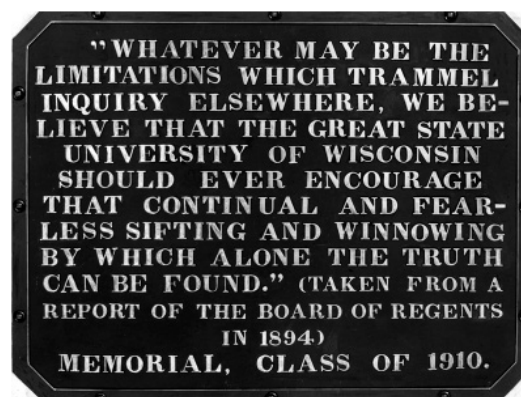 "WHATEVER MAY BE THE
LIMITATIONS WHICH TRAMMEL
INQUIRY ELSEWHERE, WE BE-
LIEVE THAT THE GREAT STATE
UNIVERSITY OF WISCONSIN
SHOULD EVER ENCOURAGE
THAT CONTINUAL AND FEAR-
LESS SIFTING AND WINNOWING
BY WHICH ALONE THE TRUTH
CAN BE FOUND." (TAKEN FROM A
REPORT OF THE BOARD OF REGENTS
IN 1894)
MEMORIAL, CLASS OF 1910.